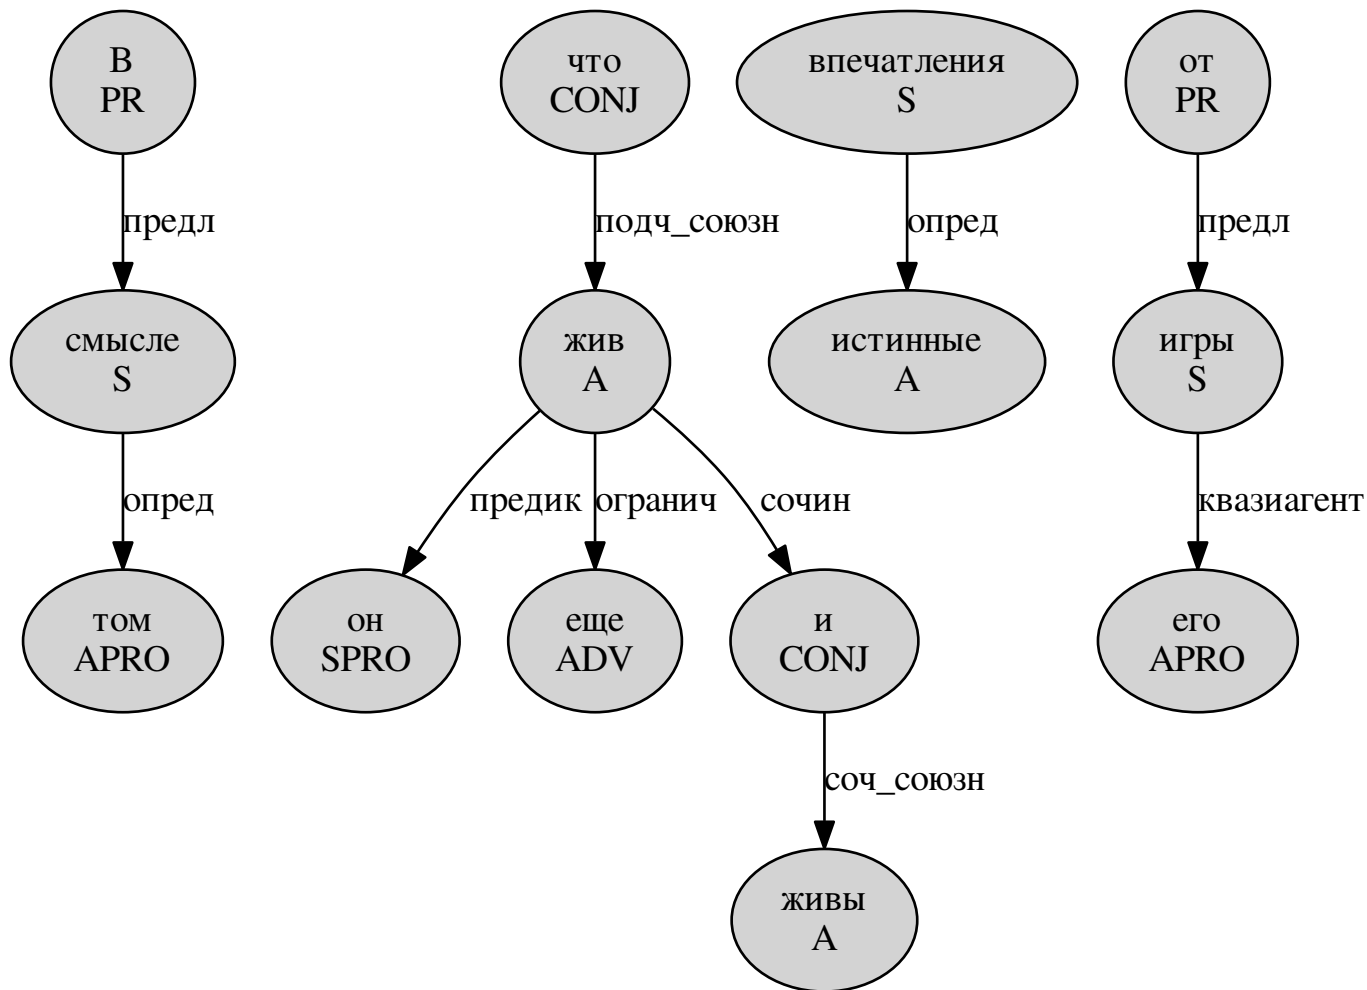 В
PR
что
CONJ
впечатления
S
от
PR
предл
подч_союзн
опред
предл
смысле
S
жив
A
истинные
A
игры
S
опред
предик
огранич
сочин
квазиагент
том
APRO
он
SPRO
еще
ADV
и
CONJ
его
APRO
соч_союзн
живы
A